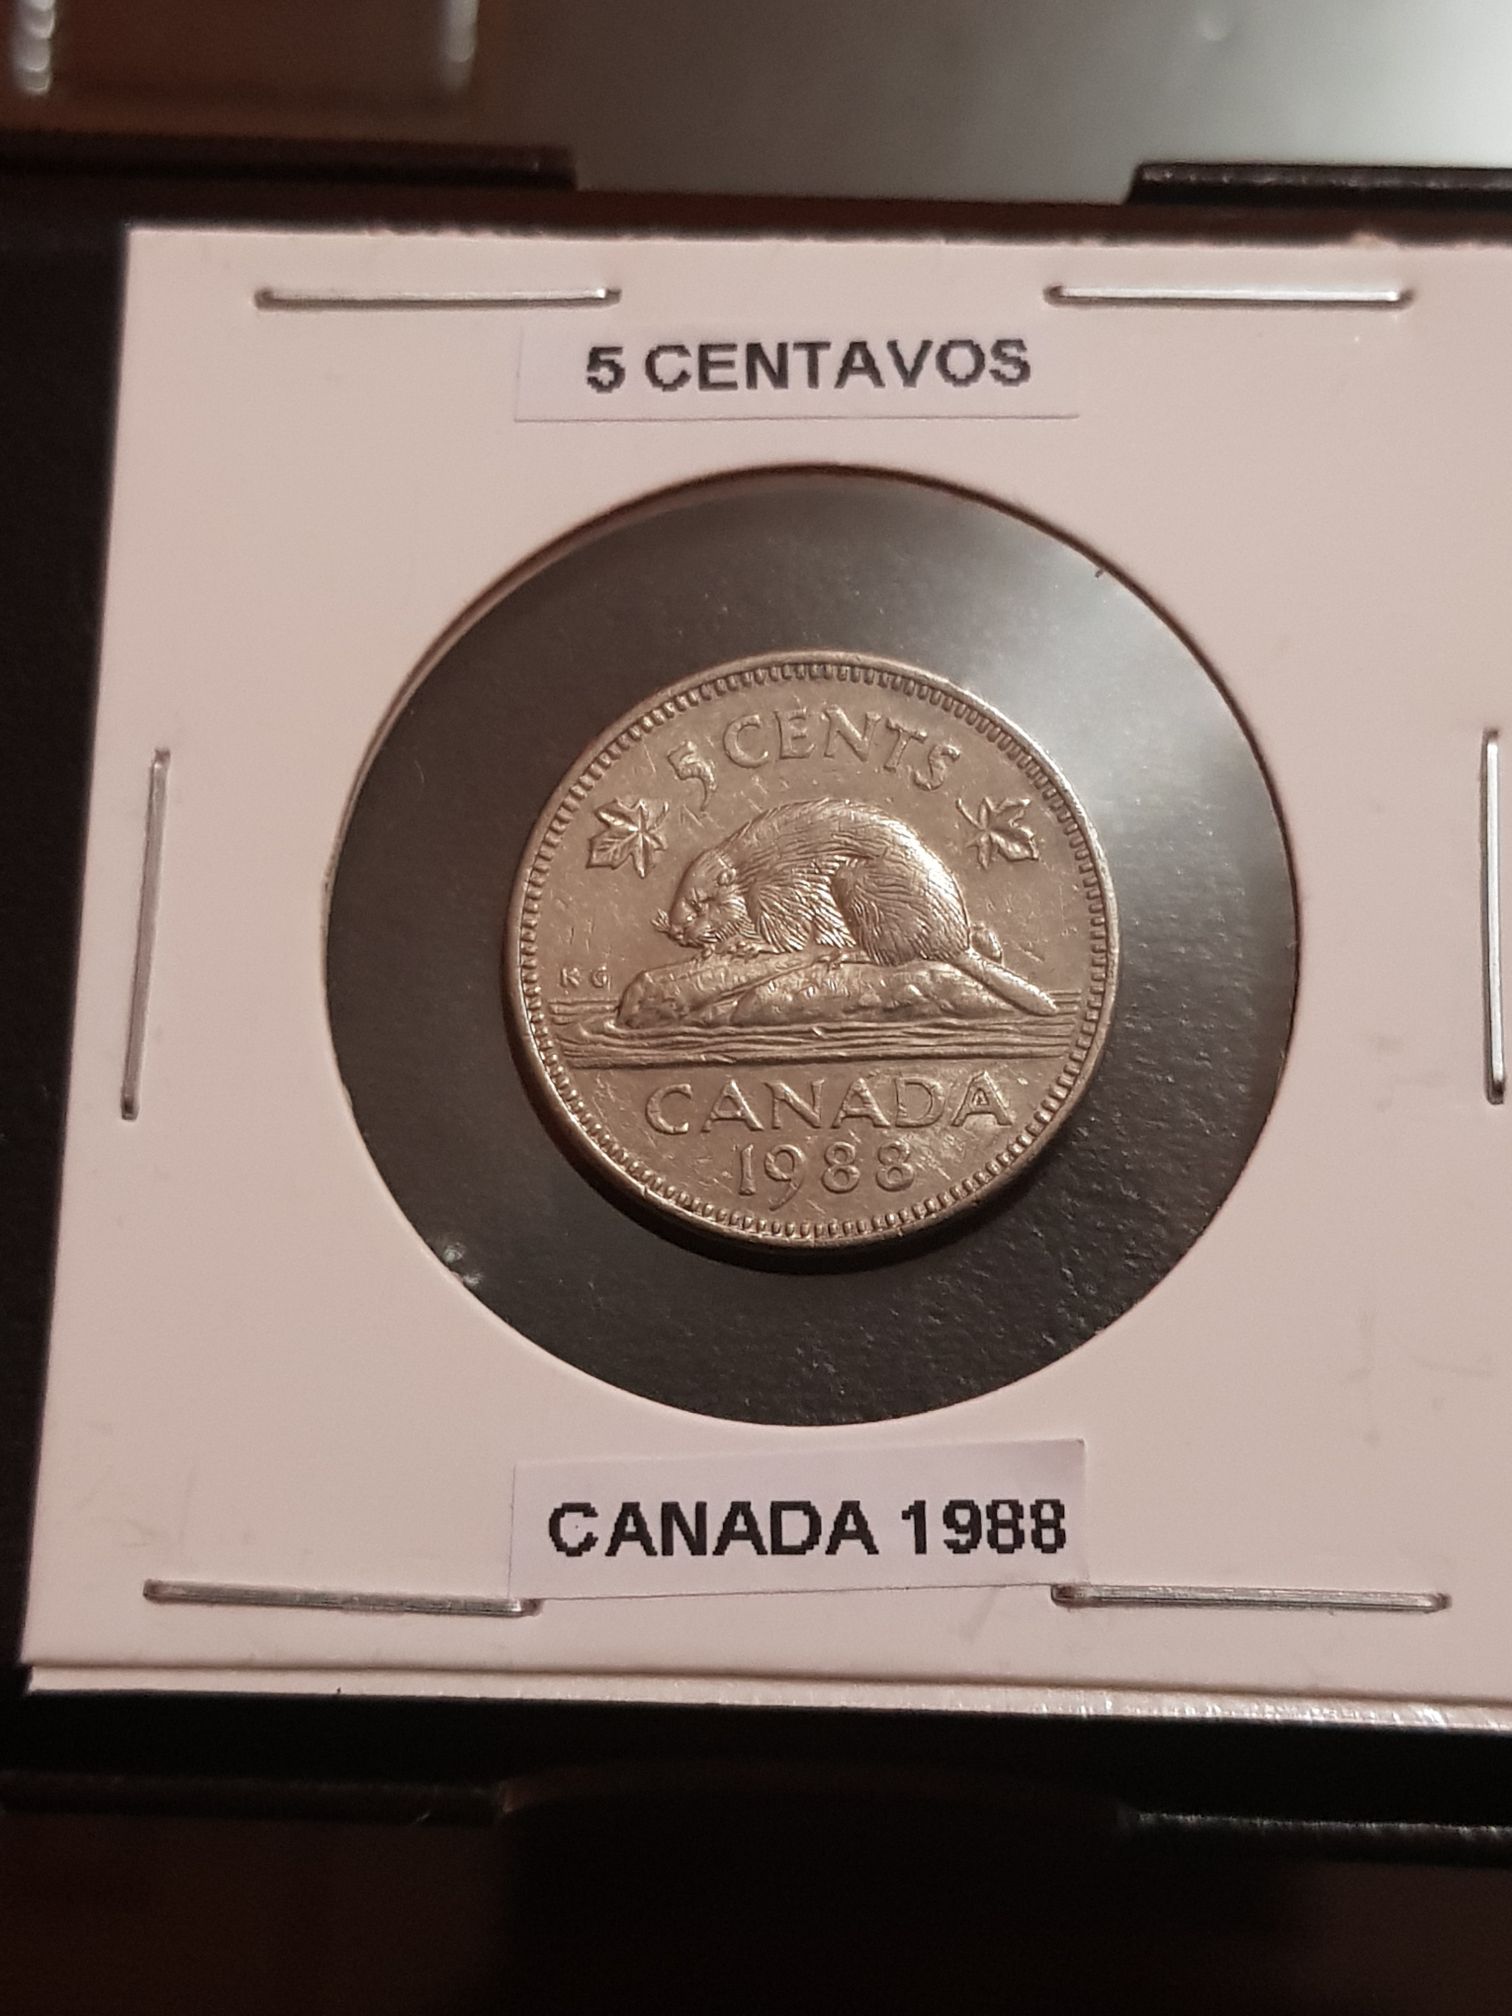 5 CENTAVOS
5 CENTS
KG
CANADA
1988
CANADA 1988